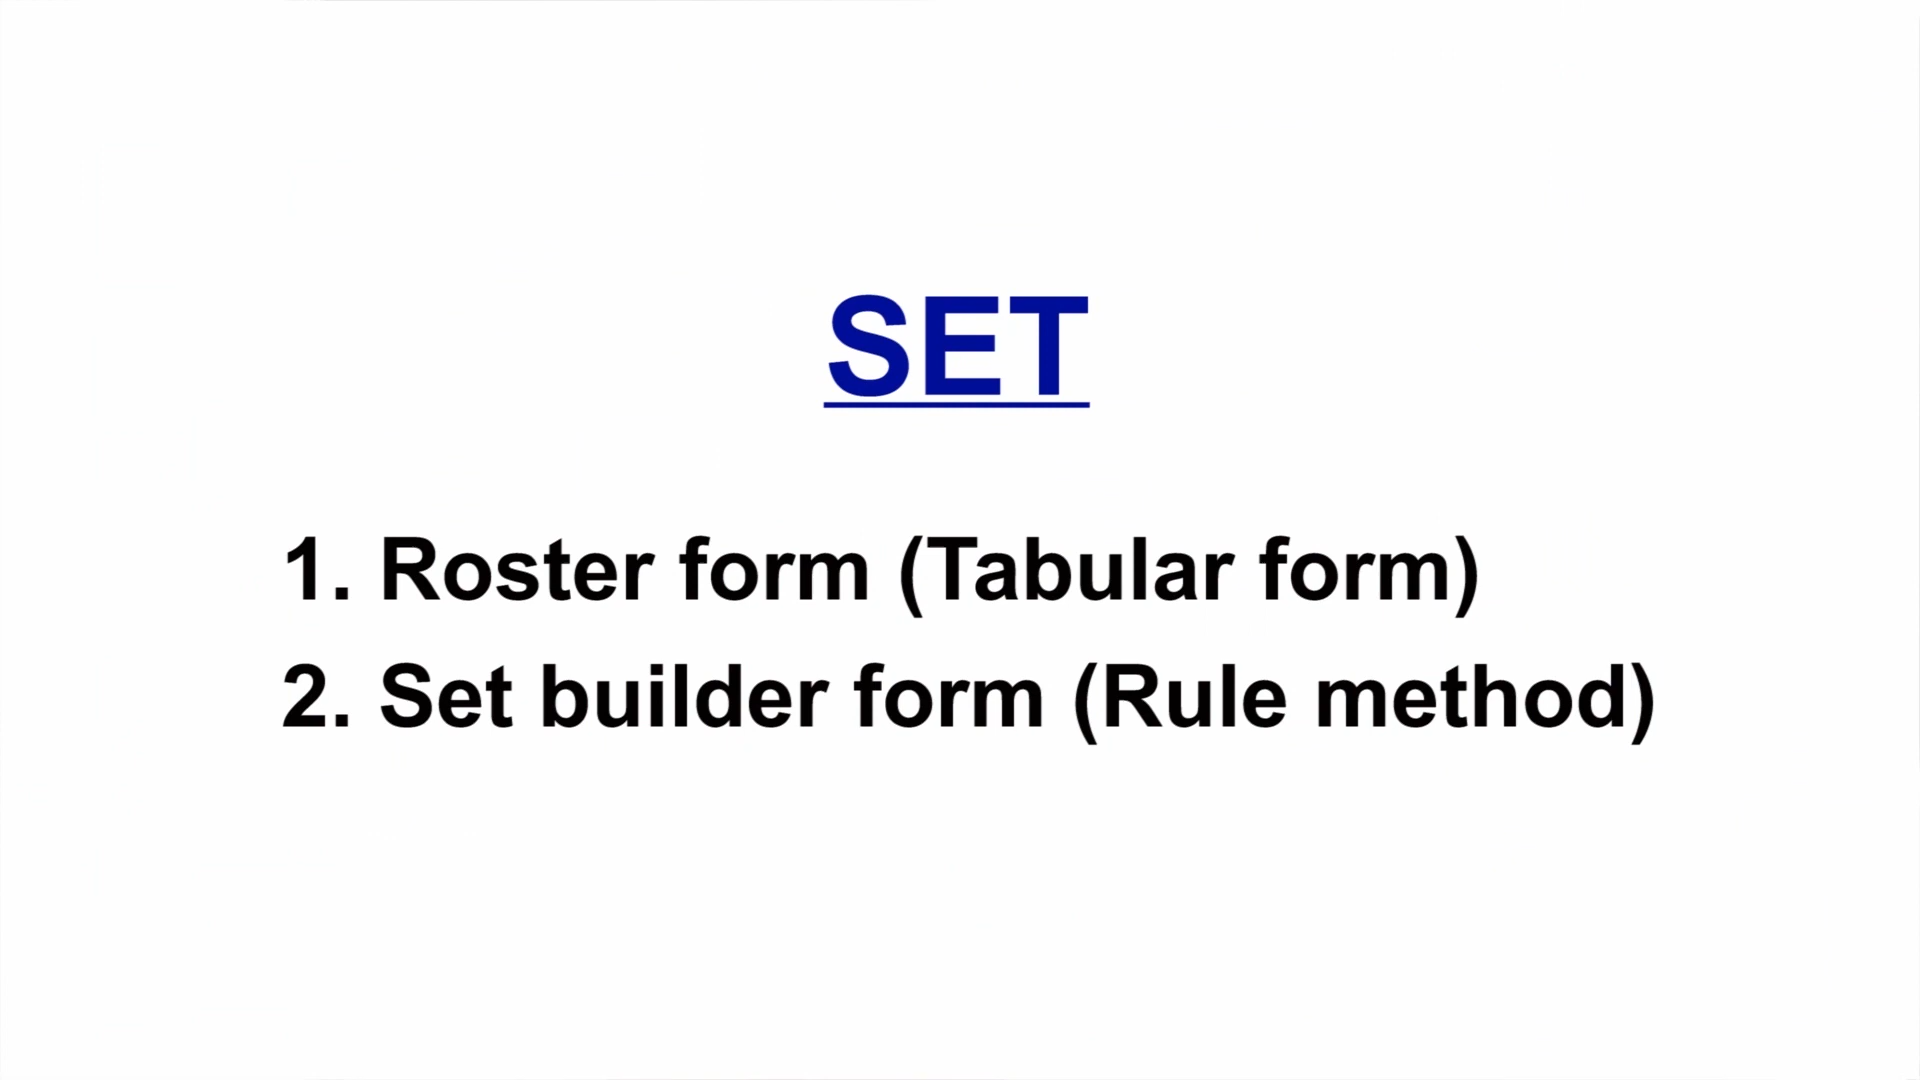 SET
1. Roster form (Tabular form)
2. Set builder form (Rule method)